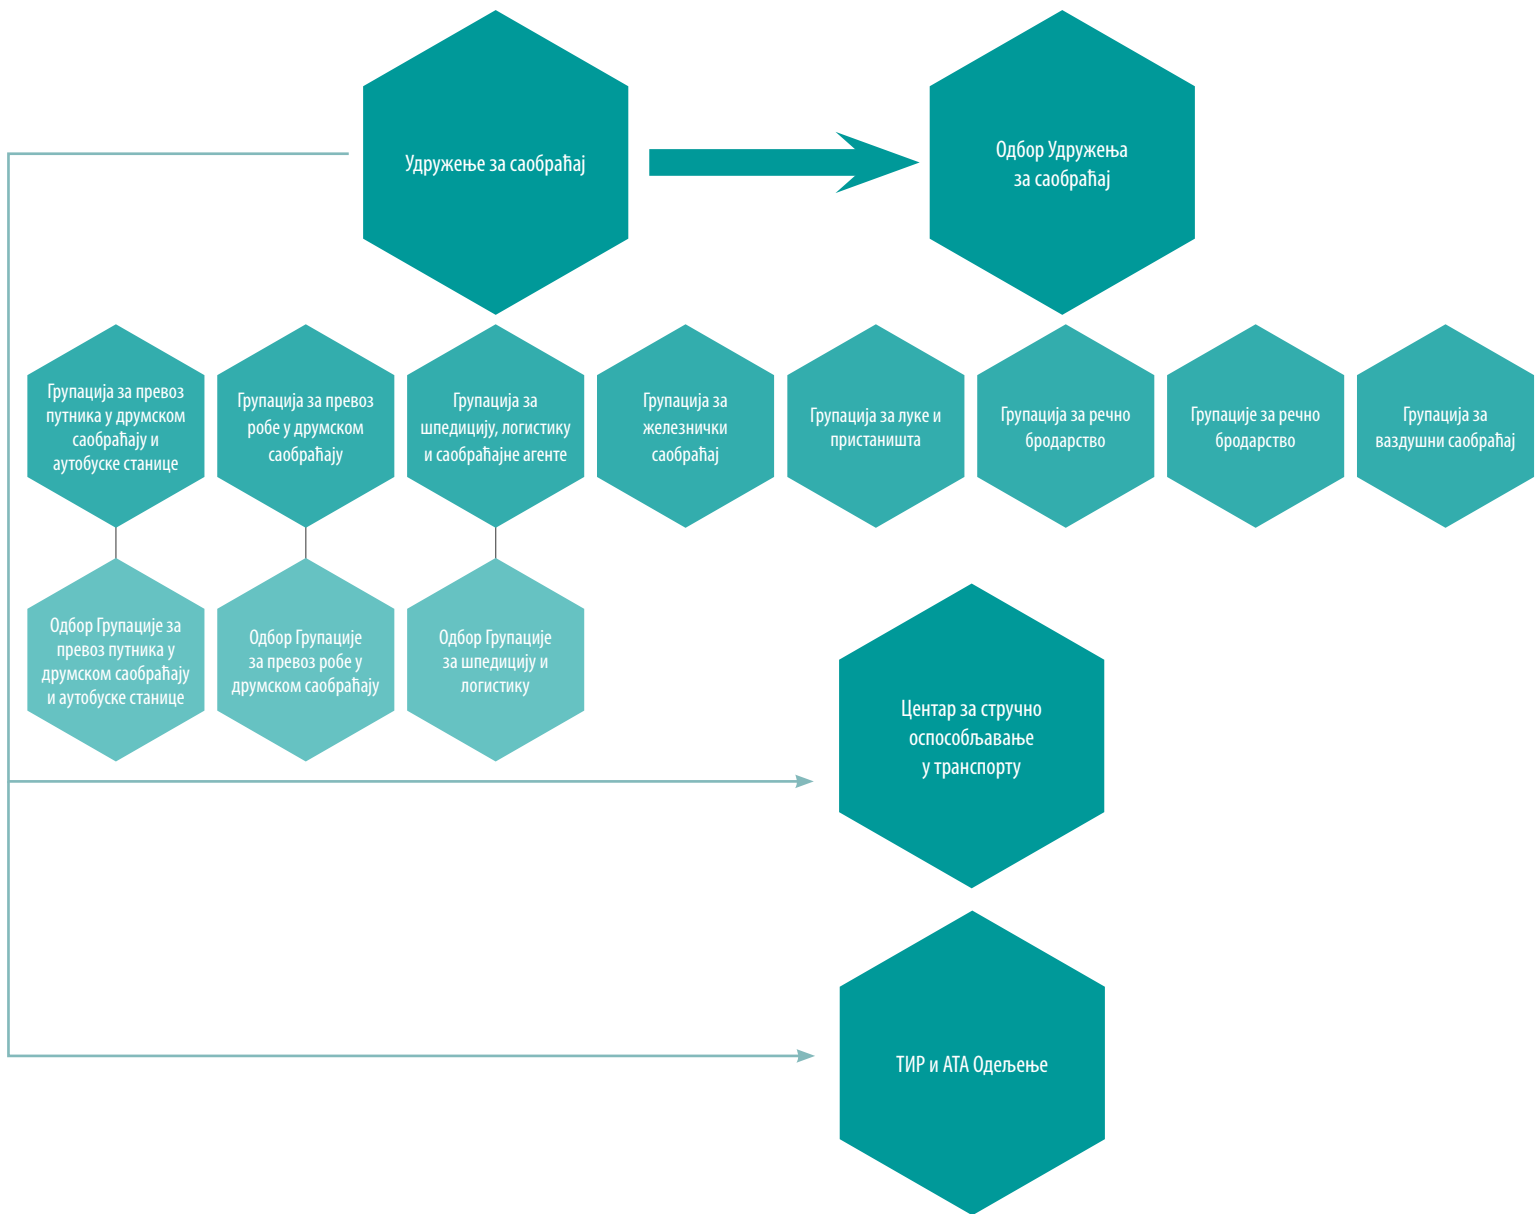 Удружење за саобраћај
Одбор Удружења
за саобраћај
Групација за превоз
путника у друмском
саобраћају и
аутобуске станице
Групација за превоз
робе у друмском
саобраћају
Групација за
шпедицију, логистику
и саобраћајне агенте
Групација за
железнички
саобраћај
Групација за луке и
пристаништа
Групација за речно
бродарство
Групације за речно
бродарство
Групација за
ваздушни саобраћај
Одбор Групације за
превоз путника у
друмском саобраћају
и аутобуске станице
Одбор Групације
за превоз робе у
друмском саобраћају
Одбор Групације
за шпедицију и
логистику
Центар за стручно
оспособљавање
у транспорту
ТИР и АТА Одељење